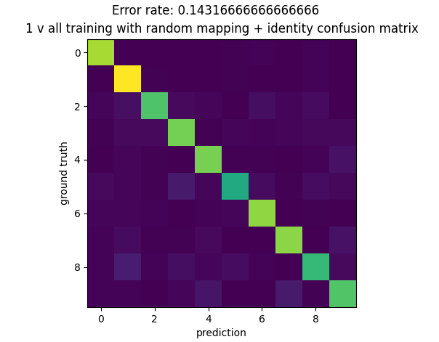 Error rate: 0.14316666666666666
1 v all training with random mapping + identity confusion matrix
0
2
4
6
8
ground truth
0 2 4 6 8
prediction